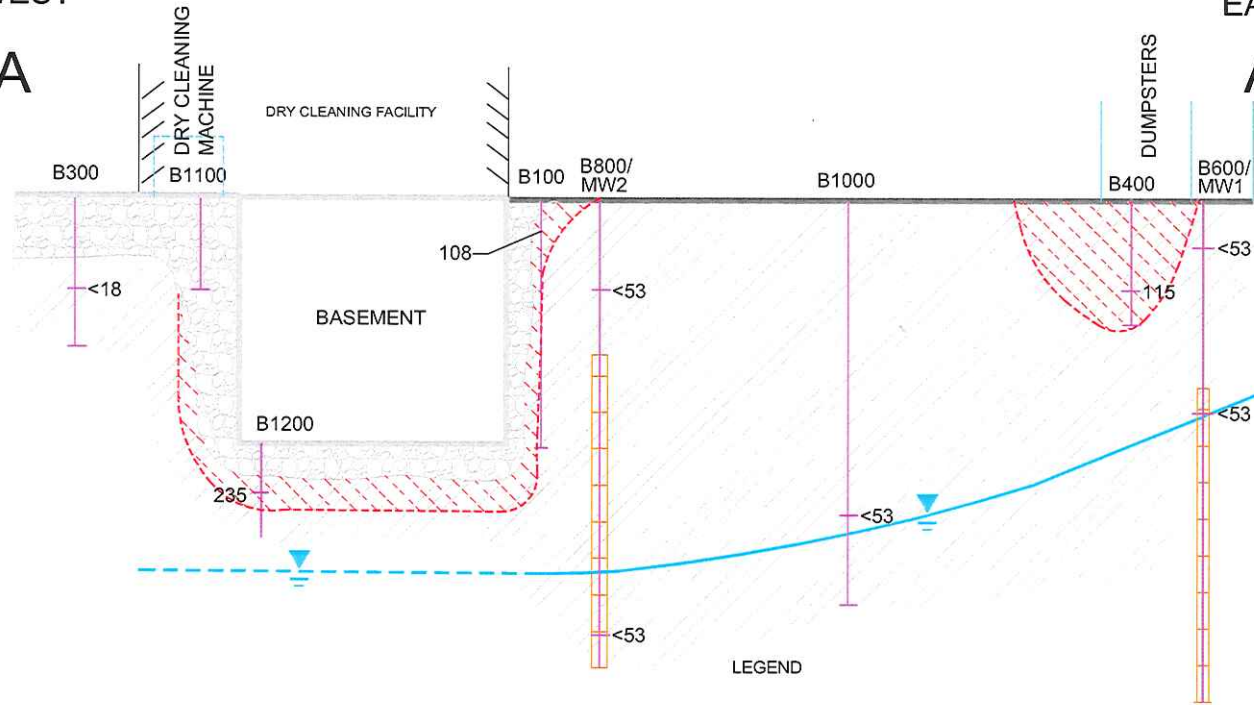 A
DRY CLEANING
MACHINE
DRY CLEANING FACILITY
DUMPSTERS
B300
B1100
B100
B800/
MW2
B1000
B400
B600/
MW1
108
<53
<18
<53
115
BASEMENT
<53
B1200
235
<53
<53
LEGEND